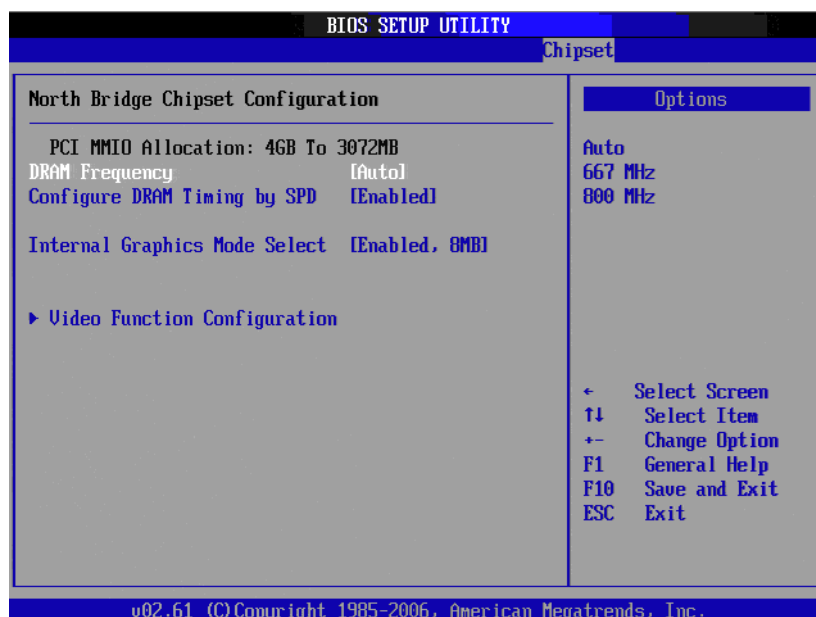 BIOS SETUP UTILITY
Chipset
North Bridge Chipset Configuration
PCI MMIO Allocation: 4GB To 3072MB
DRAM Frequency [Auto]
Configure DRAM Timing by SPD [Enabled]
Internal Graphics Mode Select [Enabled, 8MB]
▶ Video Function Configuration
Options
Auto
667 MHz
800 MHz
← Select Screen
↑↓ Select Item
+- Change Option
F1 General Help
F10 Save and Exit
ESC Exit
v02.61 (C)Copyright 1985-2006, American Megatrends, Inc.